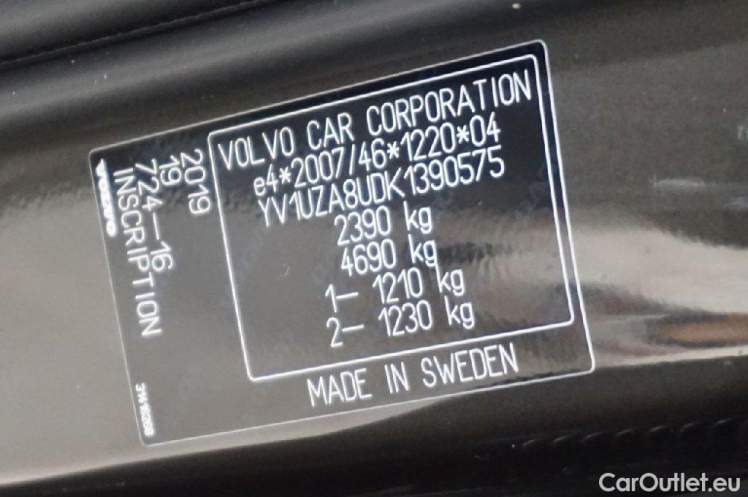 VOLVO CAR CORPORATION
e4*2007/46*1220*04
YV1UZA8UDK1390575
2390 kg
4690 kg
1– 1210 kg
2– 1230 kg
MADE IN SWEDEN
2019
19
724–16
INSCRIPTION
VOLVO
CarOutlet.eu